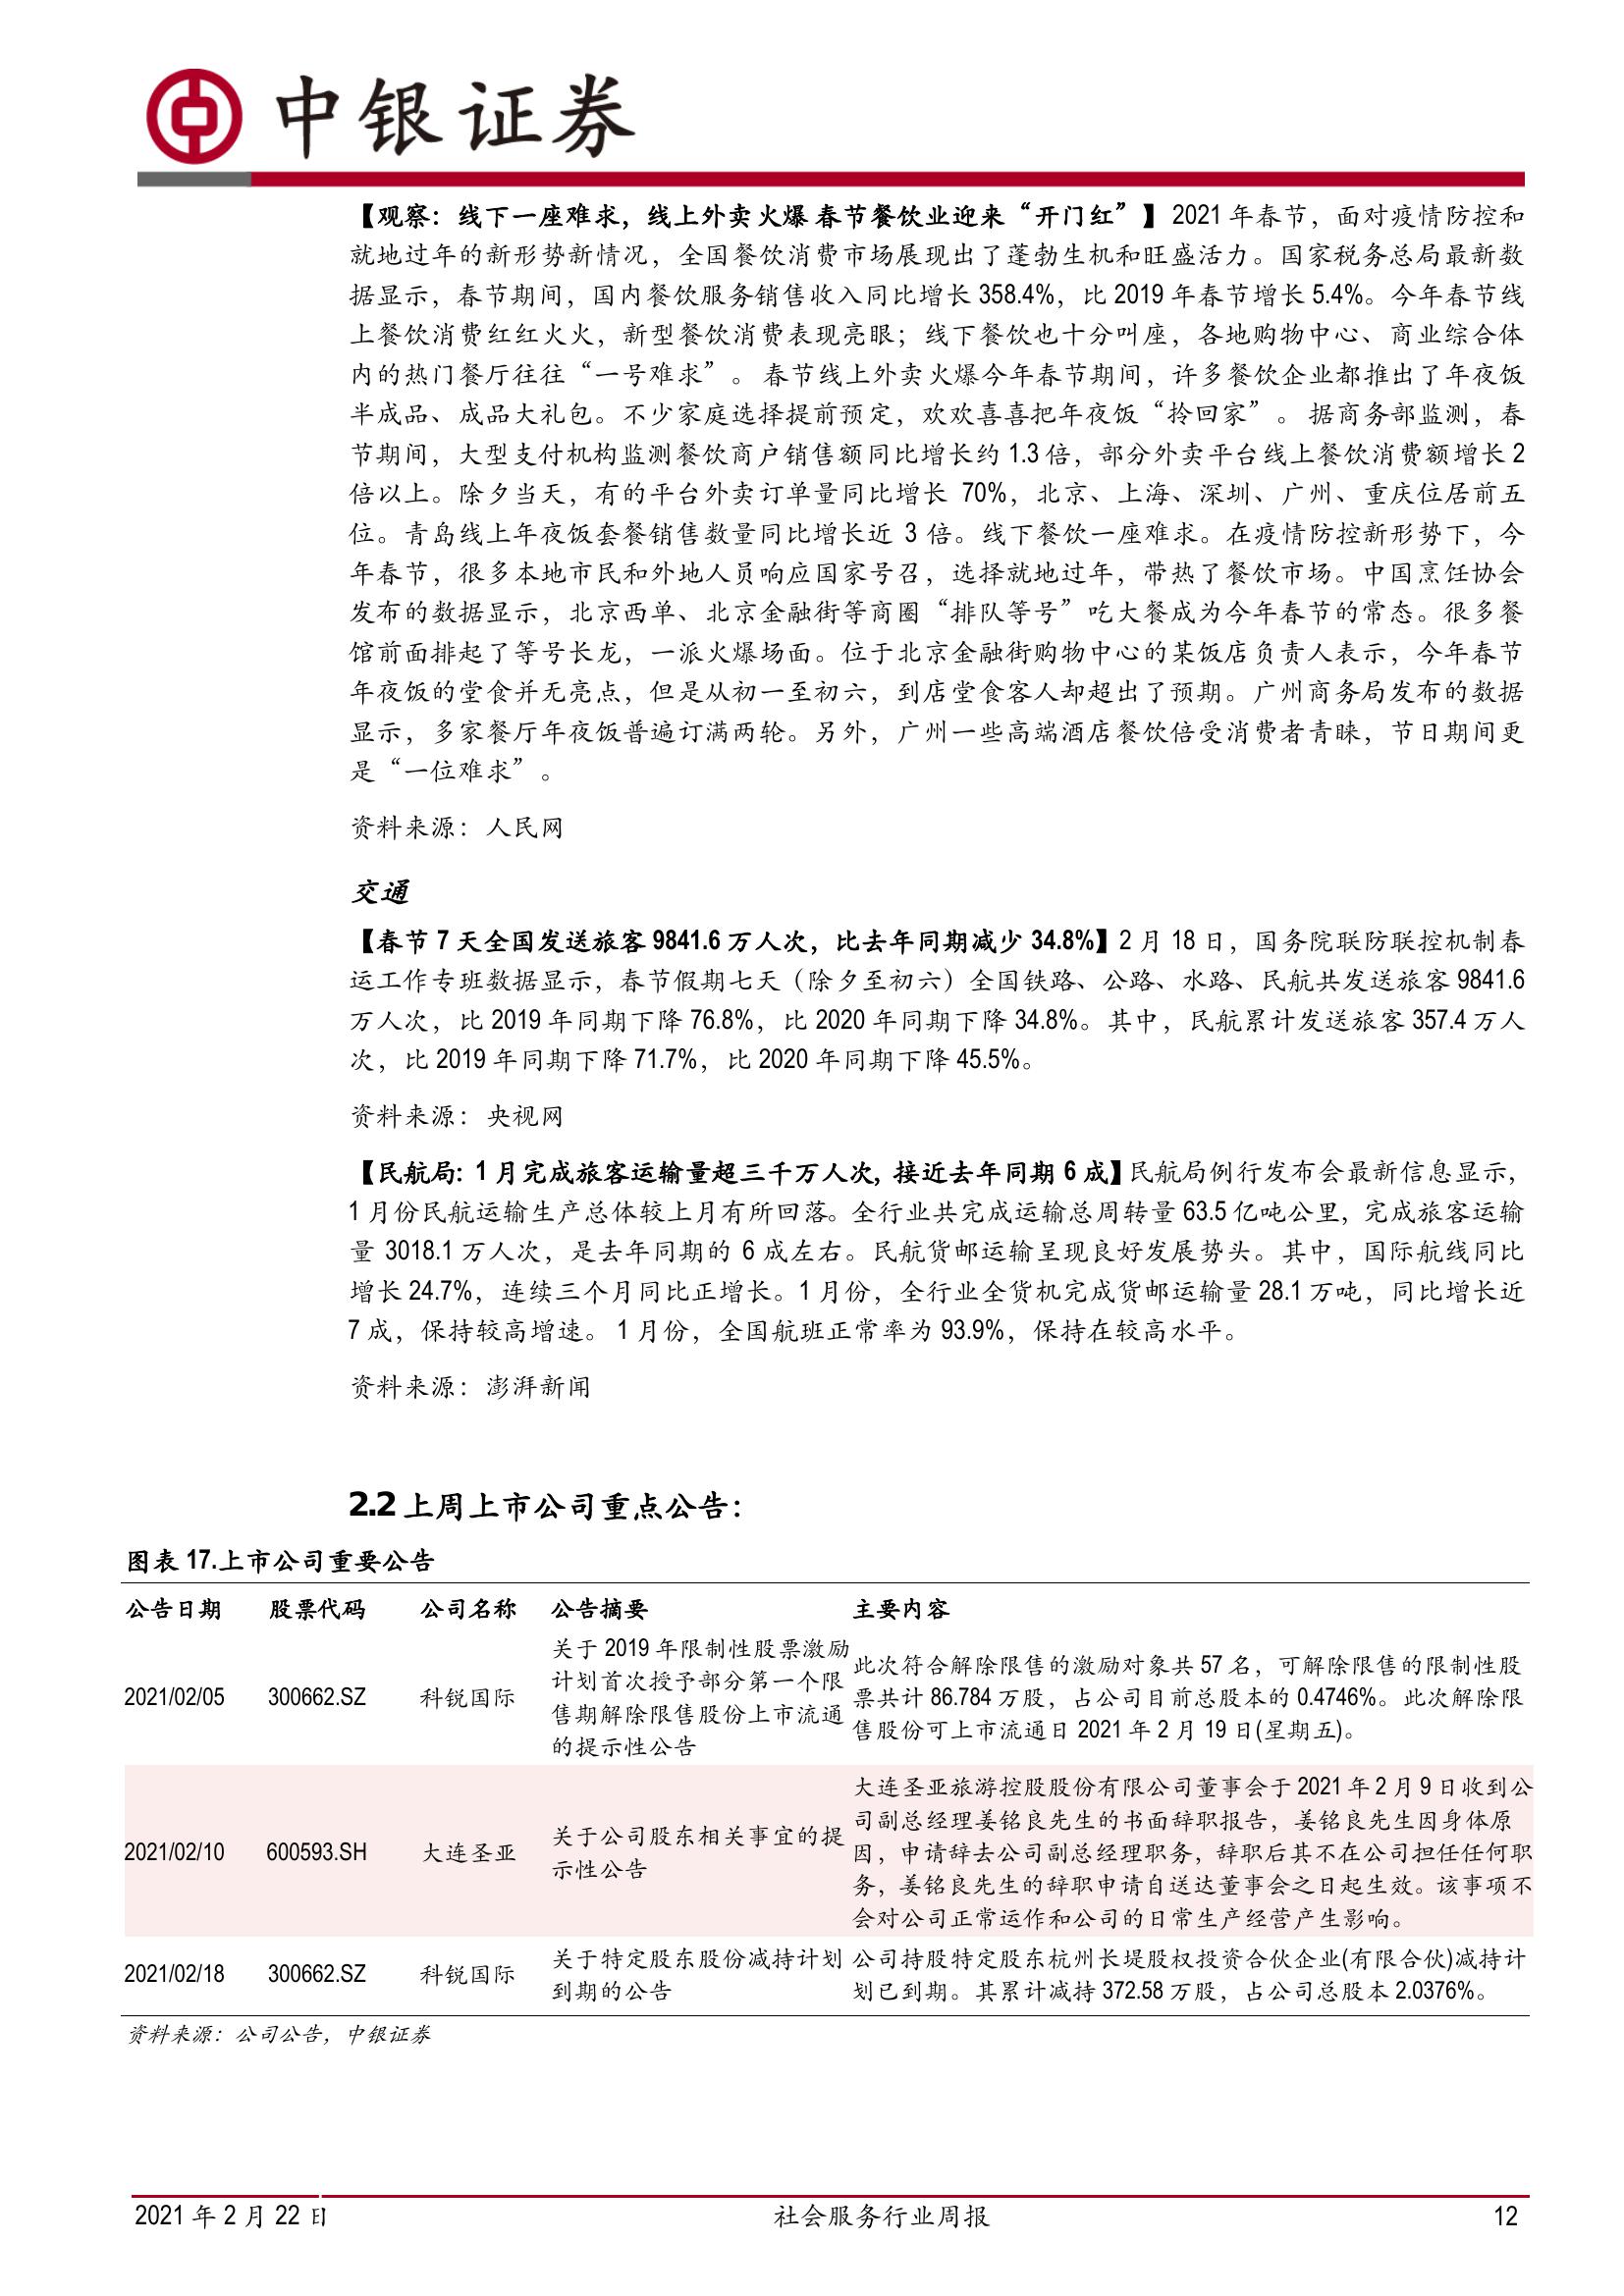 中银证券
【观察：线下一座难求，线上外卖火爆 春节餐饮业迎来“开门红”】2021 年春节，面对疫情防控和
就地过年的新形势新情况，全国餐饮消费市场展现出了蓬勃生机和旺盛活力。国家税务总局最新数
据显示，春节期间，国内餐饮服务销售收入同比增长 358.4%，比 2019 年春节增长 5.4%。今年春节线
上餐饮消费红红火火，新型餐饮消费表现亮眼；线下餐饮也十分叫座，各地购物中心、商业综合体
内的热门餐厅往往“一号难求”。 春节线上外卖火爆今年春节期间，许多餐饮企业都推出了年夜饭
半成品、成品大礼包。不少家庭选择提前预定，欢欢喜喜把年夜饭“拎回家”。 据商务部监测，春
节期间，大型支付机构监测餐饮商户销售额同比增长约 1.3 倍，部分外卖平台线上餐饮消费额增长 2
倍以上。除夕当天，有的平台外卖订单量同比增长 70%，北京、上海、深圳、广州、重庆位居前五
位。青岛线上年夜饭套餐销售数量同比增长近 3 倍。线下餐饮一座难求。在疫情防控新形势下，今
年春节，很多本地市民和外地人员响应国家号召，选择就地过年，带热了餐饮市场。中国烹饪协会
发布的数据显示，北京西单、北京金融街等商圈“排队等号”吃大餐成为今年春节的常态。很多餐
馆前面排起了等号长龙，一派火爆场面。位于北京金融街购物中心的某饭店负责人表示，今年春节
年夜饭的堂食并无亮点，但是从初一至初六，到店堂食客人却超出了预期。广州商务局发布的数据
显示，多家餐厅年夜饭普遍订满两轮。另外，广州一些高端酒店餐饮倍受消费者青睐，节日期间更
是“一位难求”。
资料来源：人民网
交通
【春节 7 天全国发送旅客 9841.6 万人次，比去年同期减少 34.8%】2 月 18 日，国务院联防联控机制春
运工作专班数据显示，春节假期七天（除夕至初六）全国铁路、公路、水路、民航共发送旅客 9841.6
万人次，比 2019 年同期下降 76.8%，比 2020 年同期下降 34.8%。其中，民航累计发送旅客 357.4 万人
次，比 2019 年同期下降 71.7%，比 2020 年同期下降 45.5%。
资料来源：央视网
【民航局：1 月完成旅客运输量超三千万人次，接近去年同期 6 成】民航局例行发布会最新信息显示，
1 月份民航运输生产总体较上月有所回落。全行业共完成运输总周转量 63.5 亿吨公里，完成旅客运输
量 3018.1 万人次，是去年同期的 6 成左右。民航货邮运输呈现良好发展势头。其中，国际航线同比
增长 24.7%，连续三个月同比正增长。1 月份，全行业全货机完成货邮运输量 28.1 万吨，同比增长近
7 成，保持较高增速。 1 月份，全国航班正常率为 93.9%，保持在较高水平。
资料来源：澎湃新闻
2.2 上周上市公司重点公告：
图表 17.上市公司重要公告
公告日期 股票代码 公司名称 公告摘要 主要内容
2021/02/05 300662.SZ 科锐国际
关于 2019 年限制性股票激励
计划首次授予部分第一个限
售期解除限售股份上市流通
的提示性公告
此次符合解除限售的激励对象共 57 名，可解除限售的限制性股
票共计 86.784 万股，占公司目前总股本的 0.4746%。此次解除限
售股份可上市流通日 2021 年 2 月 19 日(星期五)。
2021/02/10 600593.SH 大连圣亚
关于公司股东相关事宜的提
示性公告
大连圣亚旅游控股股份有限公司董事会于 2021 年 2 月 9 日收到公
司副总经理姜铭良先生的书面辞职报告，姜铭良先生因身体原
因，申请辞去公司副总经理职务，辞职后其不在公司担任任何职
务，姜铭良先生的辞职申请自送达董事会之日起生效。该事项不
会对公司正常运作和公司的日常生产经营产生影响。
2021/02/18 300662.SZ 科锐国际
关于特定股东股份减持计划
到期的公告
公司持股特定股东杭州长堤股权投资合伙企业(有限合伙)减持计
划已到期。其累计减持 372.58 万股，占公司总股本 2.0376%。
资料来源：公司公告，中银证券
2021 年 2 月 22 日 社会服务行业周报 12